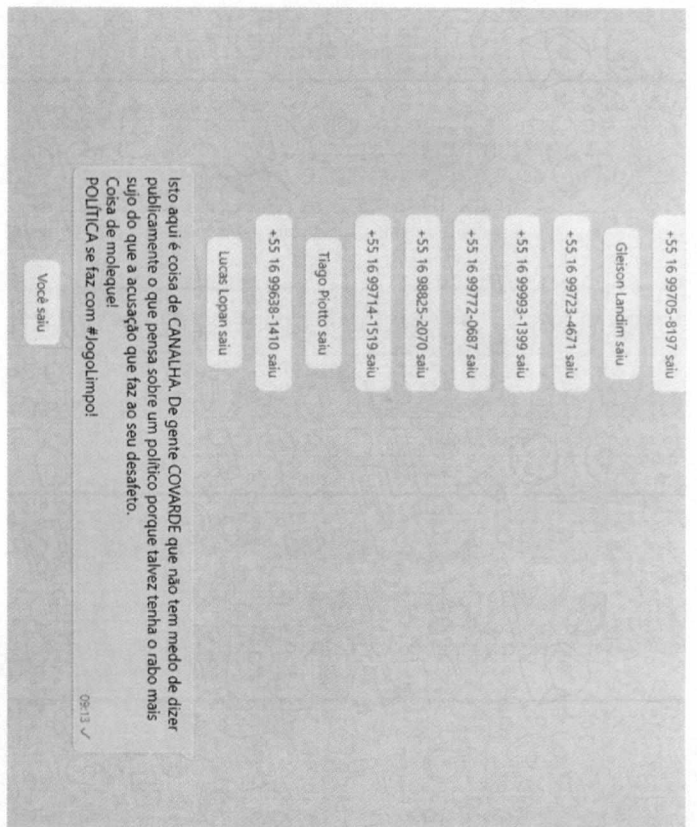 +55 16 99705-8197 saiu
Gleison Landim saiu
+55 16 99723-4671 saiu
+55 16 99993-1399 saiu
+55 16 99772-0687 saiu
+55 16 98825-2070 saiu
+55 16 99714-1519 saiu
Tiago Piotto saiu
+55 16 99638-1410 saiu
Lucas Lopan saiu
Isto aqui é coisa de CANALHA. De gente COVARDE que não tem medo de dizer
publicamente o que pensa sobre um político porque talvez tenha o rabo mais
sujo do que a acusação que faz ao seu desafeto.
Coisa de moleque!
POLÍTICA se faz com #JogoLimpo!
09:13
Você saiu